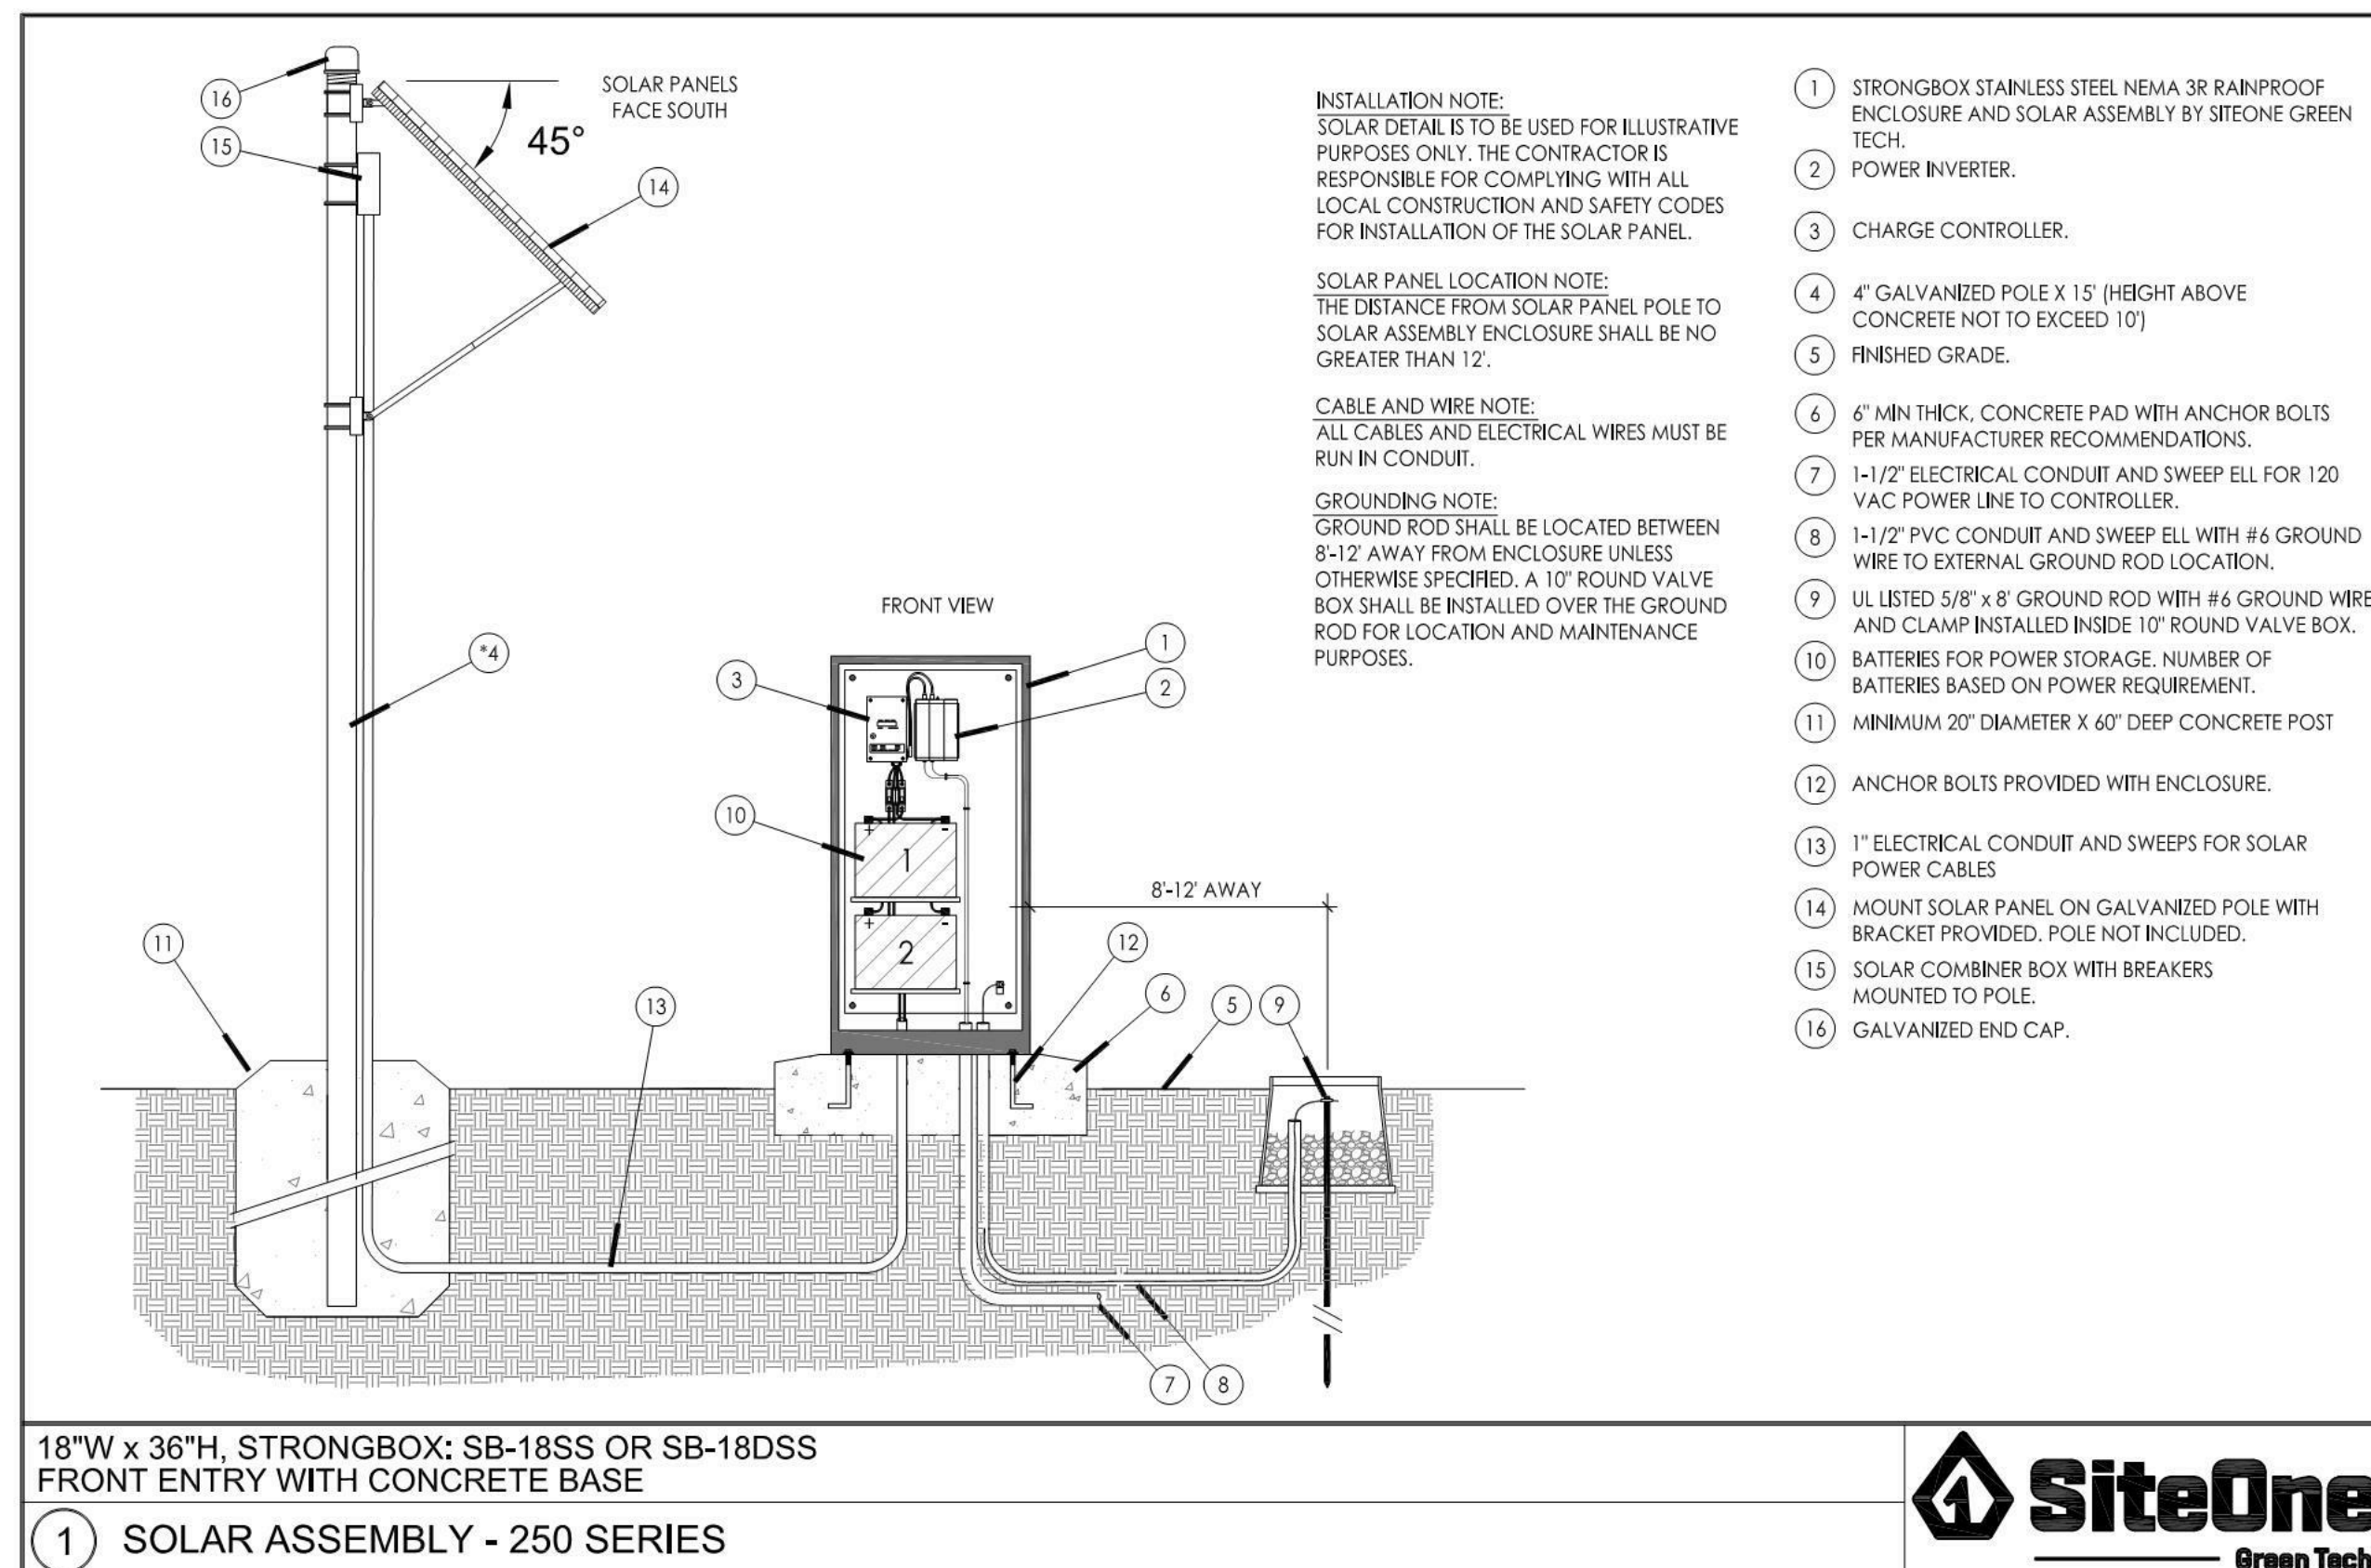 16
15
SOLAR PANELS
FACE SOUTH
45°
14
*4
11
13
FRONT VIEW
3
10
1
2
+ -
1
+ -
2
8'-12' AWAY
12
6
5
9
7
8
INSTALLATION NOTE:
SOLAR DETAIL IS TO BE USED FOR ILLUSTRATIVE
PURPOSES ONLY. THE CONTRACTOR IS
RESPONSIBLE FOR COMPLYING WITH ALL
LOCAL CONSTRUCTION AND SAFETY CODES
FOR INSTALLATION OF THE SOLAR PANEL.
SOLAR PANEL LOCATION NOTE:
THE DISTANCE FROM SOLAR PANEL POLE TO
SOLAR ASSEMBLY ENCLOSURE SHALL BE NO
GREATER THAN 12'.
CABLE AND WIRE NOTE:
ALL CABLES AND ELECTRICAL WIRES MUST BE
RUN IN CONDUIT.
GROUNDING NOTE:
GROUND ROD SHALL BE LOCATED BETWEEN
8'-12' AWAY FROM ENCLOSURE UNLESS
OTHERWISE SPECIFIED. A 10" ROUND VALVE
BOX SHALL BE INSTALLED OVER THE GROUND
ROD FOR LOCATION AND MAINTENANCE
PURPOSES.
1 STRONGBOX STAINLESS STEEL NEMA 3R RAINPROOF
ENCLOSURE AND SOLAR ASSEMBLY BY SITEONE GREEN
TECH.
2 POWER INVERTER.
3 CHARGE CONTROLLER.
4 4" GALVANIZED POLE X 15' (HEIGHT ABOVE
CONCRETE NOT TO EXCEED 10')
5 FINISHED GRADE.
6 6" MIN THICK, CONCRETE PAD WITH ANCHOR BOLTS
PER MANUFACTURER RECOMMENDATIONS.
7 1-1/2" ELECTRICAL CONDUIT AND SWEEP ELL FOR 120
VAC POWER LINE TO CONTROLLER.
8 1-1/2" PVC CONDUIT AND SWEEP ELL WITH #6 GROUND
WIRE TO EXTERNAL GROUND ROD LOCATION.
9 UL LISTED 5/8" x 8' GROUND ROD WITH #6 GROUND WIRE
AND CLAMP INSTALLED INSIDE 10" ROUND VALVE BOX.
10 BATTERIES FOR POWER STORAGE. NUMBER OF
BATTERIES BASED ON POWER REQUIREMENT.
11 MINIMUM 20" DIAMETER X 60" DEEP CONCRETE POST
12 ANCHOR BOLTS PROVIDED WITH ENCLOSURE.
13 1" ELECTRICAL CONDUIT AND SWEEPS FOR SOLAR
POWER CABLES
14 MOUNT SOLAR PANEL ON GALVANIZED POLE WITH
BRACKET PROVIDED. POLE NOT INCLUDED.
15 SOLAR COMBINER BOX WITH BREAKERS
MOUNTED TO POLE.
16 GALVANIZED END CAP.
18"W x 36"H, STRONGBOX: SB-18SS OR SB-18DSS
FRONT ENTRY WITH CONCRETE BASE
1 SOLAR ASSEMBLY - 250 SERIES
1 SiteOne
Green Tech